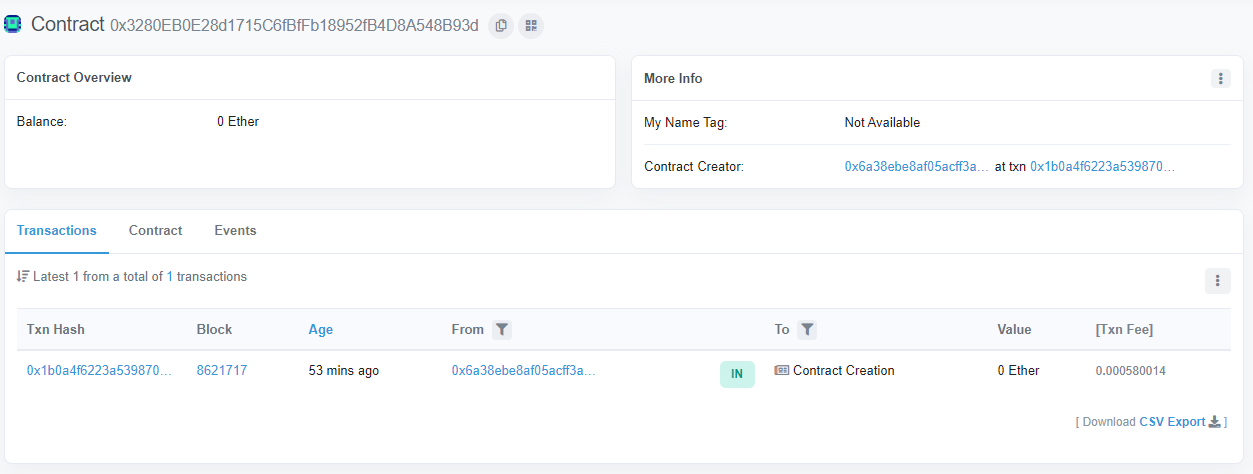 Contract 0x3280EB0E28d1715C6fBfFb18952fB4D8A548B93d
Contract Overview
Balance: 0 Ether
More Info
My Name Tag: Not Available
Contract Creator: 0x6a38ebe8af05acff3a... at txn 0x1b0a4f6223a539870...
Transactions Contract Events
Latest 1 from a total of 1 transactions
Txn Hash Block Age From To Value [Txn Fee]
0x1b0a4f6223a539870... 8621717 53 mins ago 0x6a38ebe8af05acff3a... IN Contract Creation 0 Ether 0.000580014
[ Download CSV Export ]